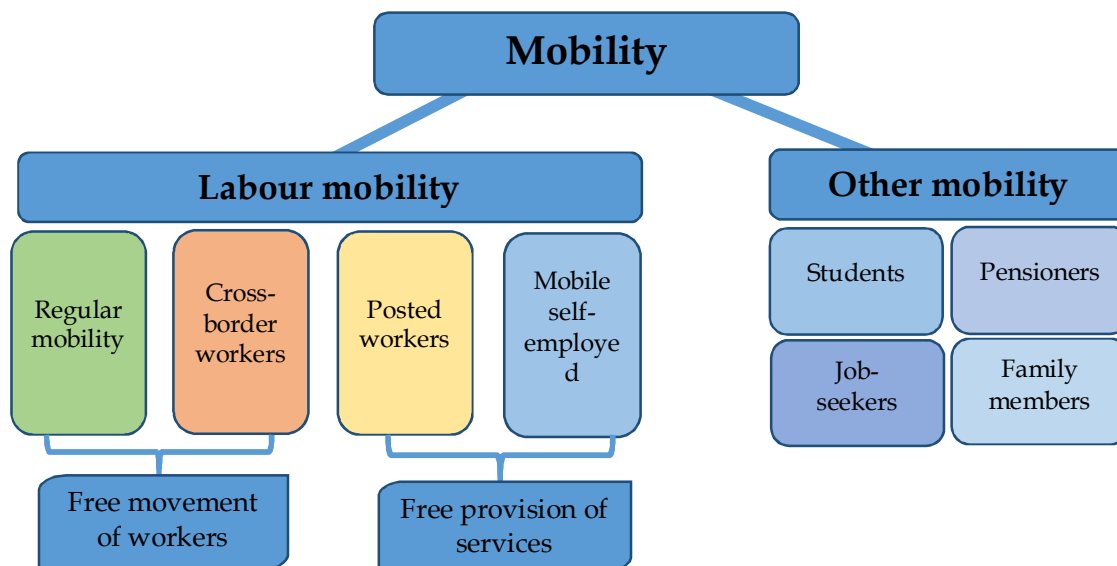 Mobility
Labour mobility
Other mobility
Regular
mobility
Cross-
border
workers
Posted
workers
Mobile
self-
employe
d
Students
Pensioners
Job-
seekers
Family
members
Free movement
of workers
Free provision of
services